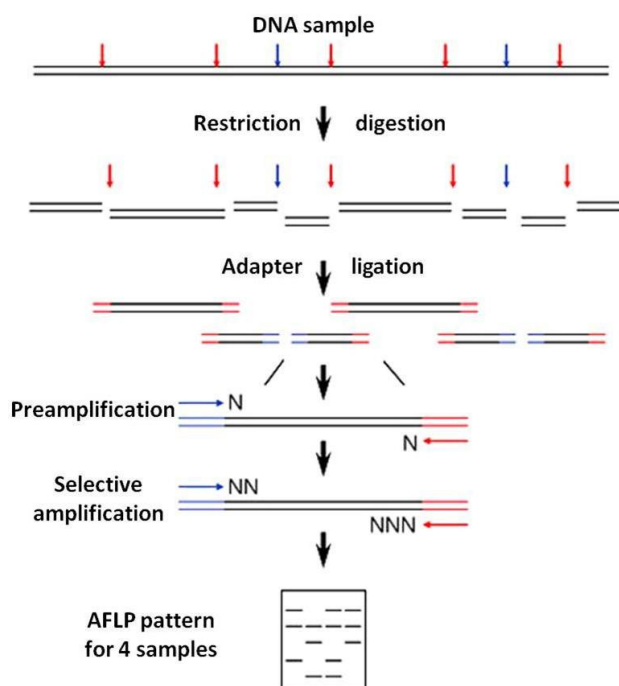 DNA sample
Restriction digestion
Adapter ligation
Preamplification
N
N
Selective
amplification
NN
NNN
AFLP pattern
for 4 samples